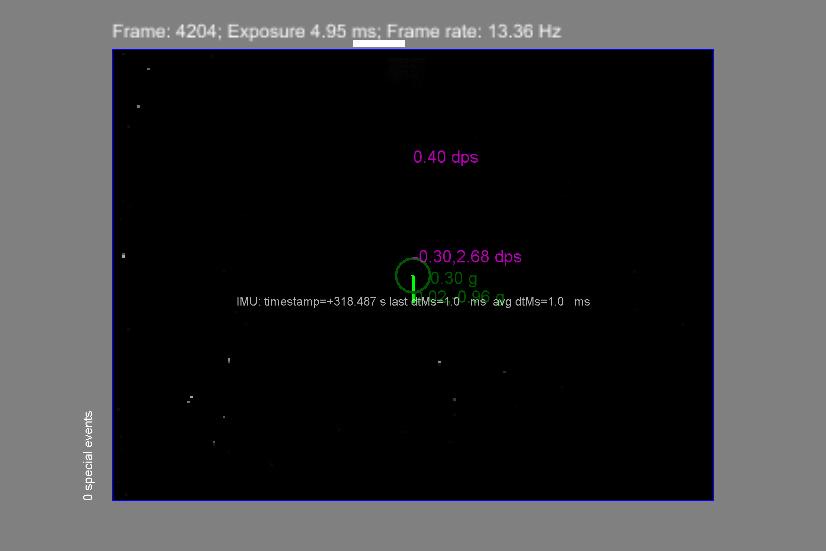 Frame: 4204; Exposure 4.95 ms; Frame rate: 13.36 Hz
0.40 dps
-0.30,2.68 dps
0.30 g
0.96 g
IMU: timestamp=+318.487 s last dtMs=1.0 ms avg dtMs=1.0 ms
0 special events